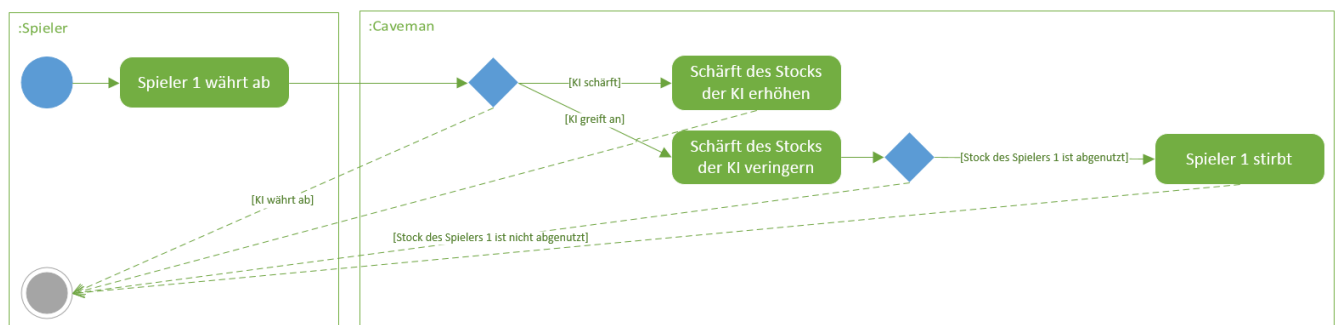 :Spieler
:Caveman
Spieler 1 währt ab
[KI schärft]
Schärft des Stocks
der KI erhöhen
[KI greift an]
Schärft des Stocks
der KI veringern
[Stock des Spielers 1 ist abgenutzt]
Spieler 1 stirbt
[KI währt ab]
[Stock des Spielers 1 ist nicht abgenutzt]